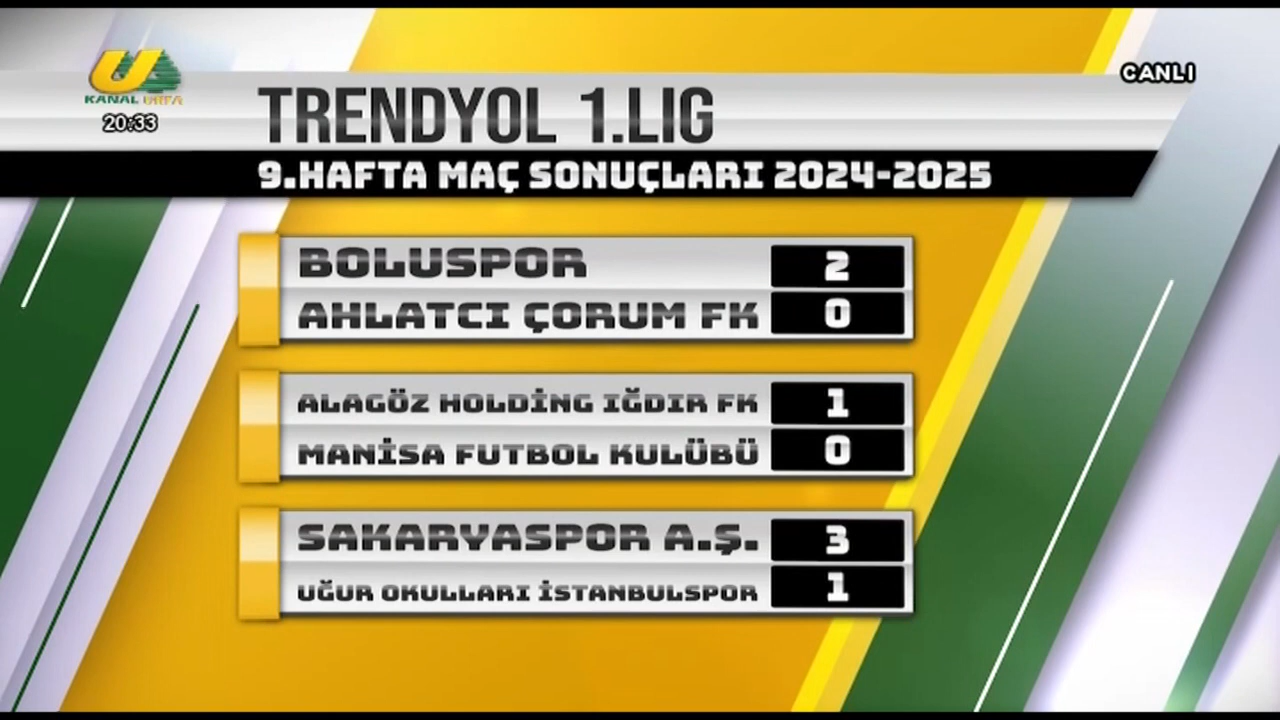 KANAL URFA
20:33
CANLI
TRENDYOL 1.LIG
9.HAFTA MAÇ SONUÇLARI 2024-2025
BOLUSPOR 2
AHLATCI ÇORUM FK 0
ALAGÖZ HOLDİNG IĞDIR FK 1
MANİSA FUTBOL KULÜBÜ 0
SAKARYASPOR A.Ş. 3
UĞUR OKULLARI İSTANBULSPOR 1